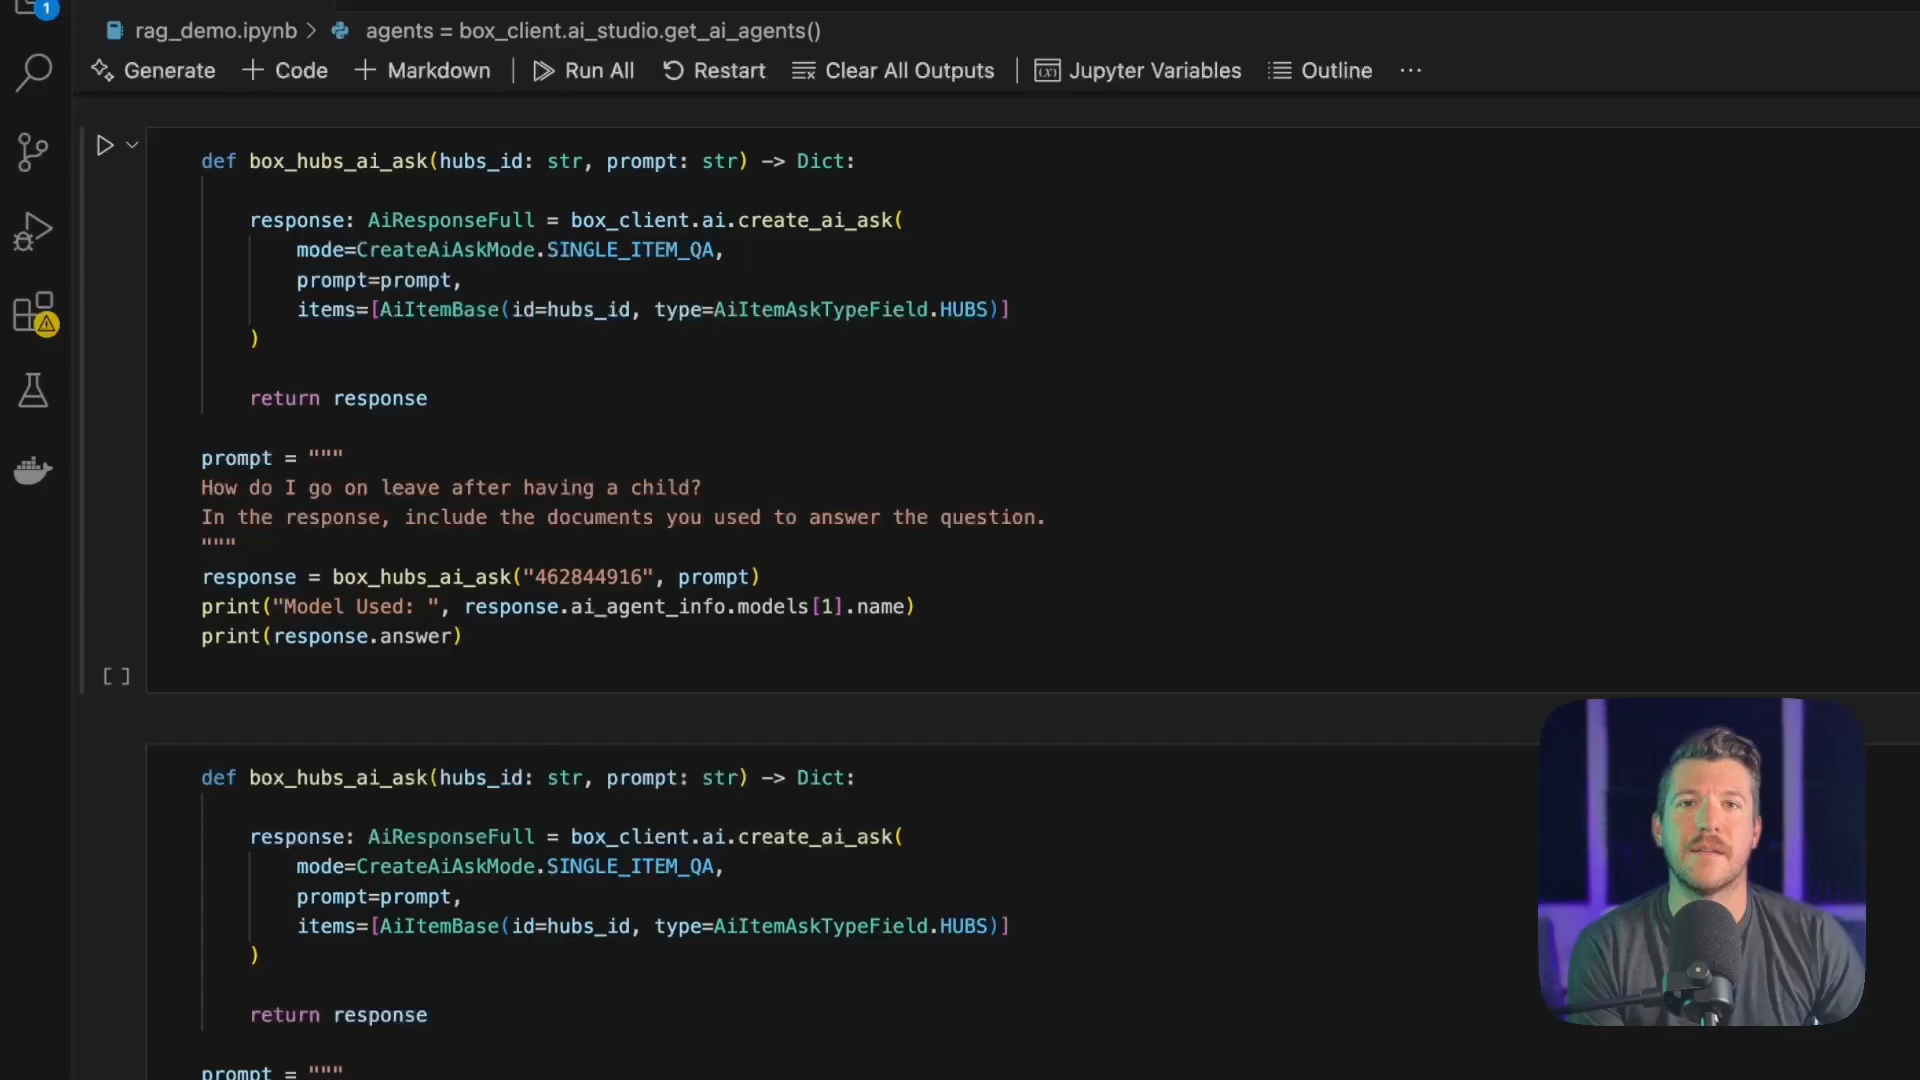 1
rag_demo.ipynb > agents = box_client.ai_studio.get_ai_agents()
Generate + Code + Markdown | Run All Restart Clear All Outputs | Jupyter Variables Outline ...
def box_hubs_ai_ask(hubs_id: str, prompt: str) -> Dict:
response: AiResponseFull = box_client.ai.create_ai_ask(
mode=CreateAiAskMode.SINGLE_ITEM_QA,
prompt=prompt,
items=[AiItemBase(id=hubs_id, type=AiItemAskTypeField.HUBS)]
)
return response
prompt = """
How do I go on leave after having a child?
In the response, include the documents you used to answer the question.
"""
response = box_hubs_ai_ask("462844916", prompt)
print("Model Used: ", response.ai_agent_info.models[1].name)
print(response.answer)
[ ]
def box_hubs_ai_ask(hubs_id: str, prompt: str) -> Dict:
response: AiResponseFull = box_client.ai.create_ai_ask(
mode=CreateAiAskMode.SINGLE_ITEM_QA,
prompt=prompt,
items=[AiItemBase(id=hubs_id, type=AiItemAskTypeField.HUBS)]
)
return response
prompt = """